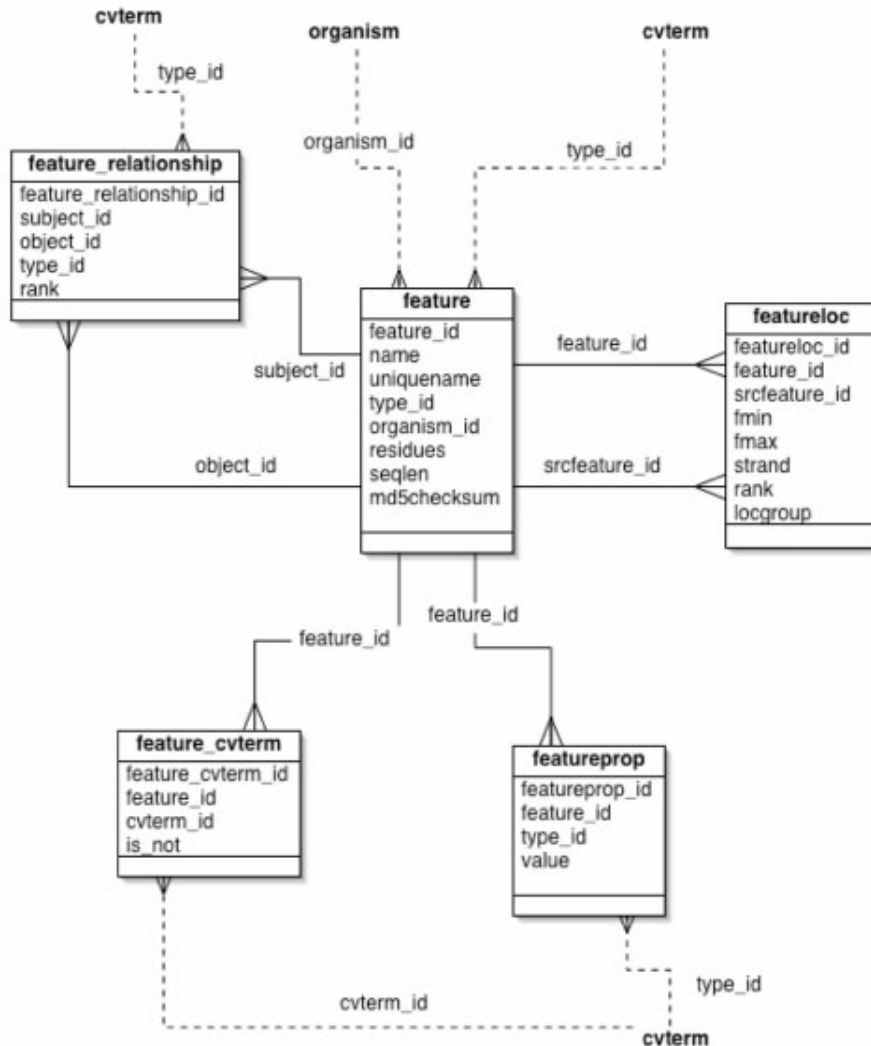 cvterm
organism
cvterm
type_id
organism_id
type_id
feature_relationship
feature_relationship_id
subject_id
object_id
type_id
rank
subject_id
object_id
feature
feature_id
name
uniquename
type_id
organism_id
residues
seqlen
md5checksum
feature_id
srcfeature_id
featureloc
featureloc_id
feature_id
srcfeature_id
fmin
fmax
strand
rank
locgroup
feature_id
feature_id
feature_cvterm
feature_cvterm_id
feature_id
cvterm_id
is_not
featureprop
featureprop_id
feature_id
type_id
value
cvterm_id
type_id
cvterm